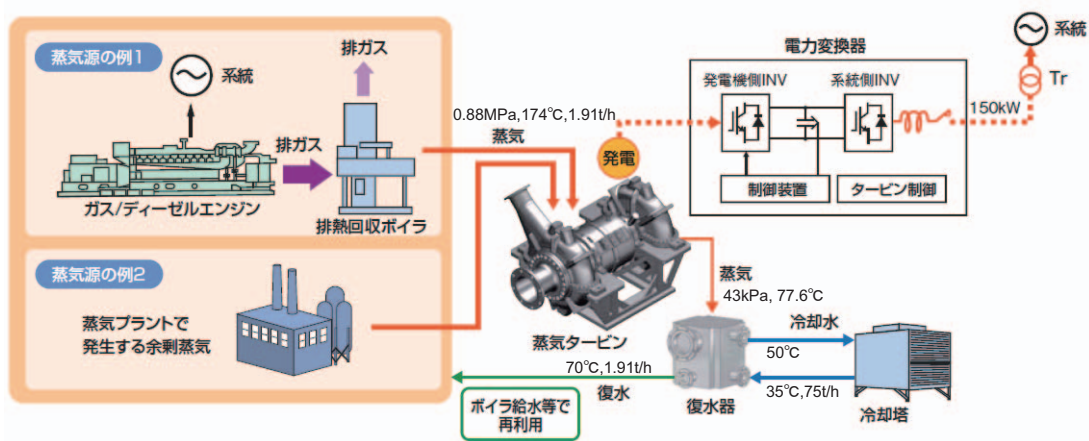 蒸気源の例1
系統
排ガス
排ガス
ガス/ディーゼルエンジン
排熱回収ボイラ
0.88MPa,174℃,1.91t/h
蒸気
発電
電力変換器
発電機側INV
系統側INV
制御装置
タービン制御
150kW
系統
Tr
蒸気源の例2
蒸気プラントで
発生する余剰蒸気
蒸気タービン
蒸気
43kPa, 77.6℃
冷却水
50℃
35℃,75t/h
冷却塔
復水器
70℃,1.91t/h
復水
ボイラ給水等で
再利用